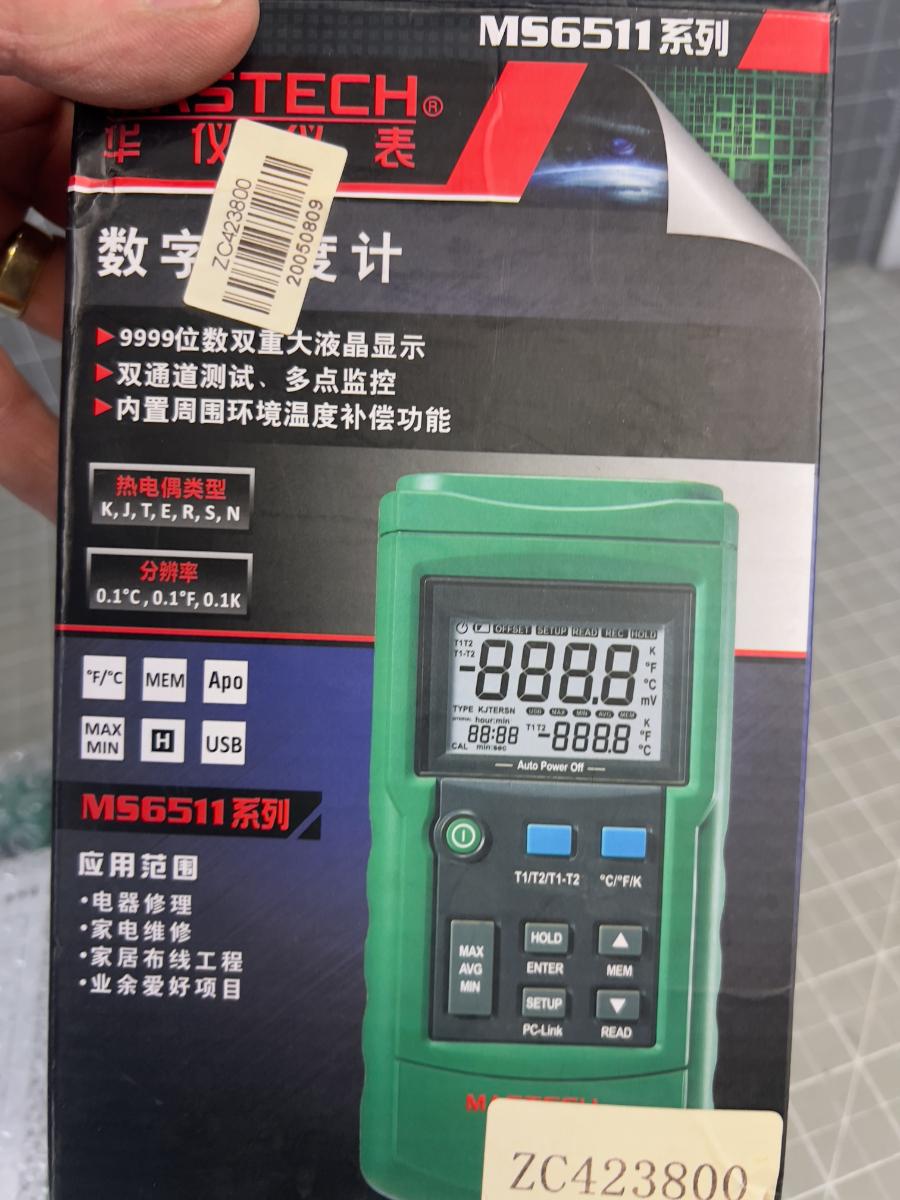 MS6511系列
MASTECH®
华仪仪表
ZC423800
20050809
数字 度计
▶9999位数双重大液晶显示
▶双通道测试、多点监控
▶内置周围环境温度补偿功能
热电偶类型
K, J, T, E, R, S, N
分辨率
0.1°C, 0.1°F, 0.1K
°F/°C MEM Apo
MAX MIN H USB
OFFSET SETUP READ REC HOLD
T1T2
T1-T2
-888.8
K
°F
°C
mV
TYPE KJTERSN
USB MAX MIN AVG MEM
hour:min
88:88
CAL min:sec
T1T2
-888.8
K
°F
°C
Auto Power Off
T1/T2/T1-T2 °C/°F/K
MAX
AVG
MIN
HOLD ▲
ENTER MEM
SETUP ▼
PC-Link READ
MS6511系列
应用范围
·电器修理
·家电维修
·家居布线工程
·业余爱好项目
MASTECH
ZC423800